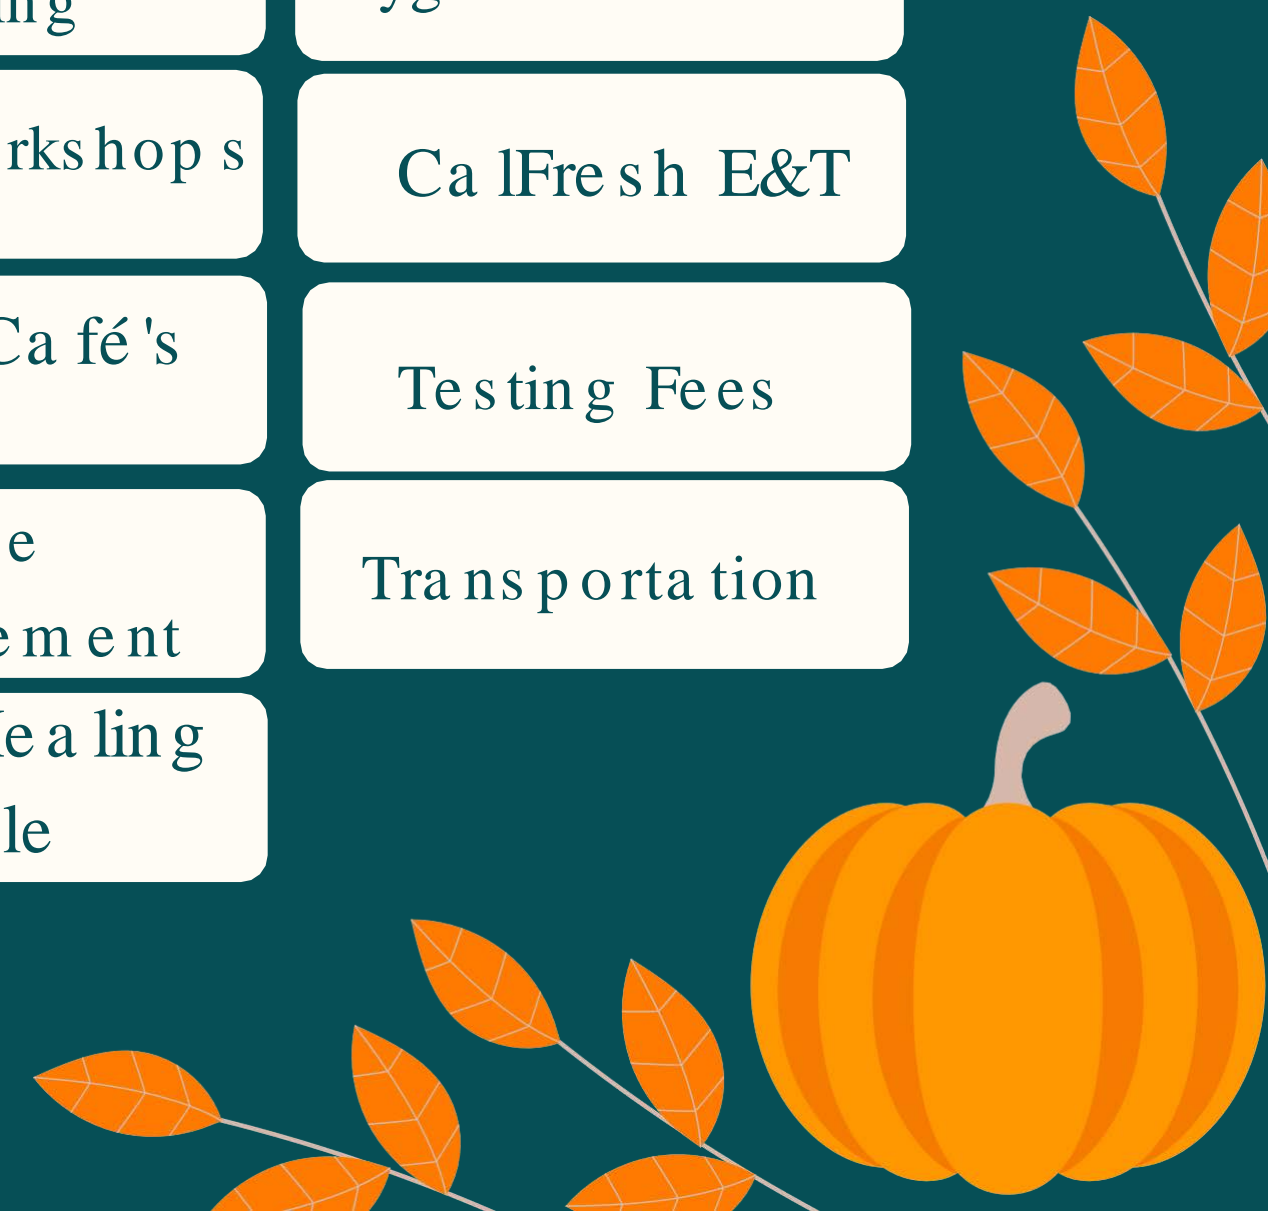 rkshops
Café's
e
ement
ealing
le
CalFresh E&T
Testing Fees
Transportation